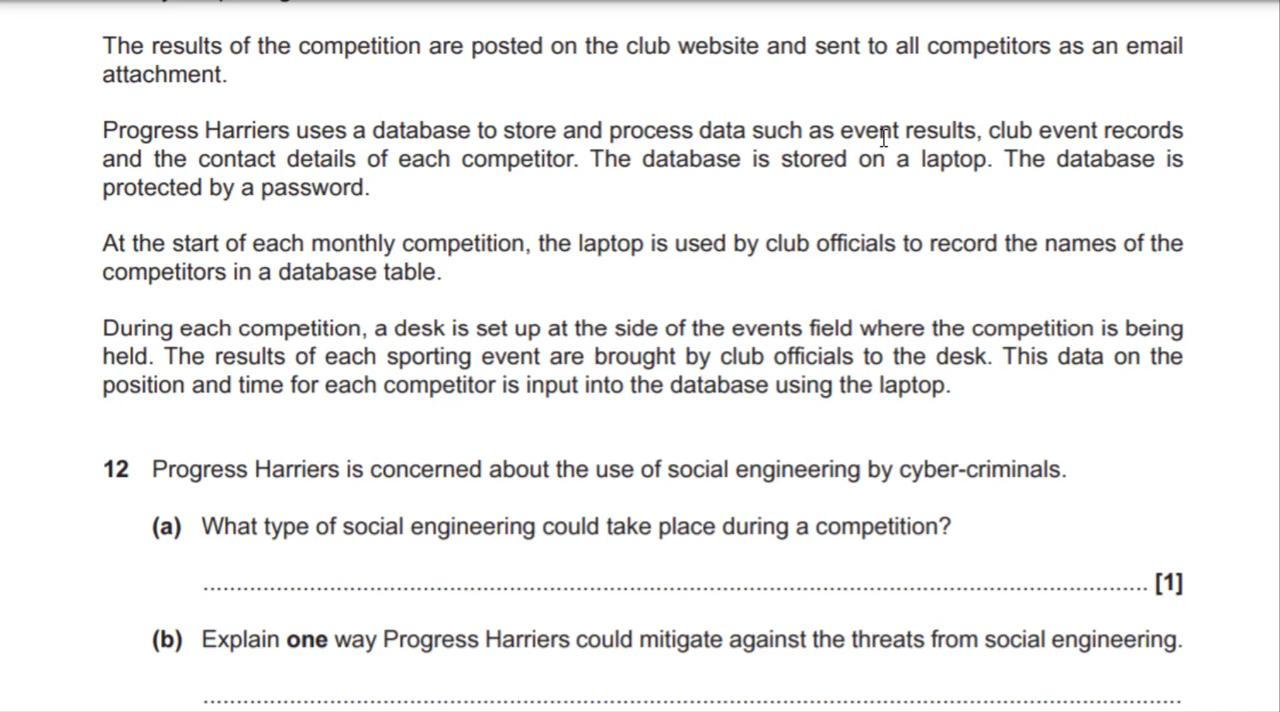 The results of the competition are posted on the club website and sent to all competitors as an email
attachment.
Progress Harriers uses a database to store and process data such as event results, club event records
and the contact details of each competitor. The database is stored on a laptop. The database is
protected by a password.
At the start of each monthly competition, the laptop is used by club officials to record the names of the
competitors in a database table.
During each competition, a desk is set up at the side of the events field where the competition is being
held. The results of each sporting event are brought by club officials to the desk. This data on the
position and time for each competitor is input into the database using the laptop.
12 Progress Harriers is concerned about the use of social engineering by cyber-criminals.
(a) What type of social engineering could take place during a competition?
[1]
(b) Explain one way Progress Harriers could mitigate against the threats from social engineering.